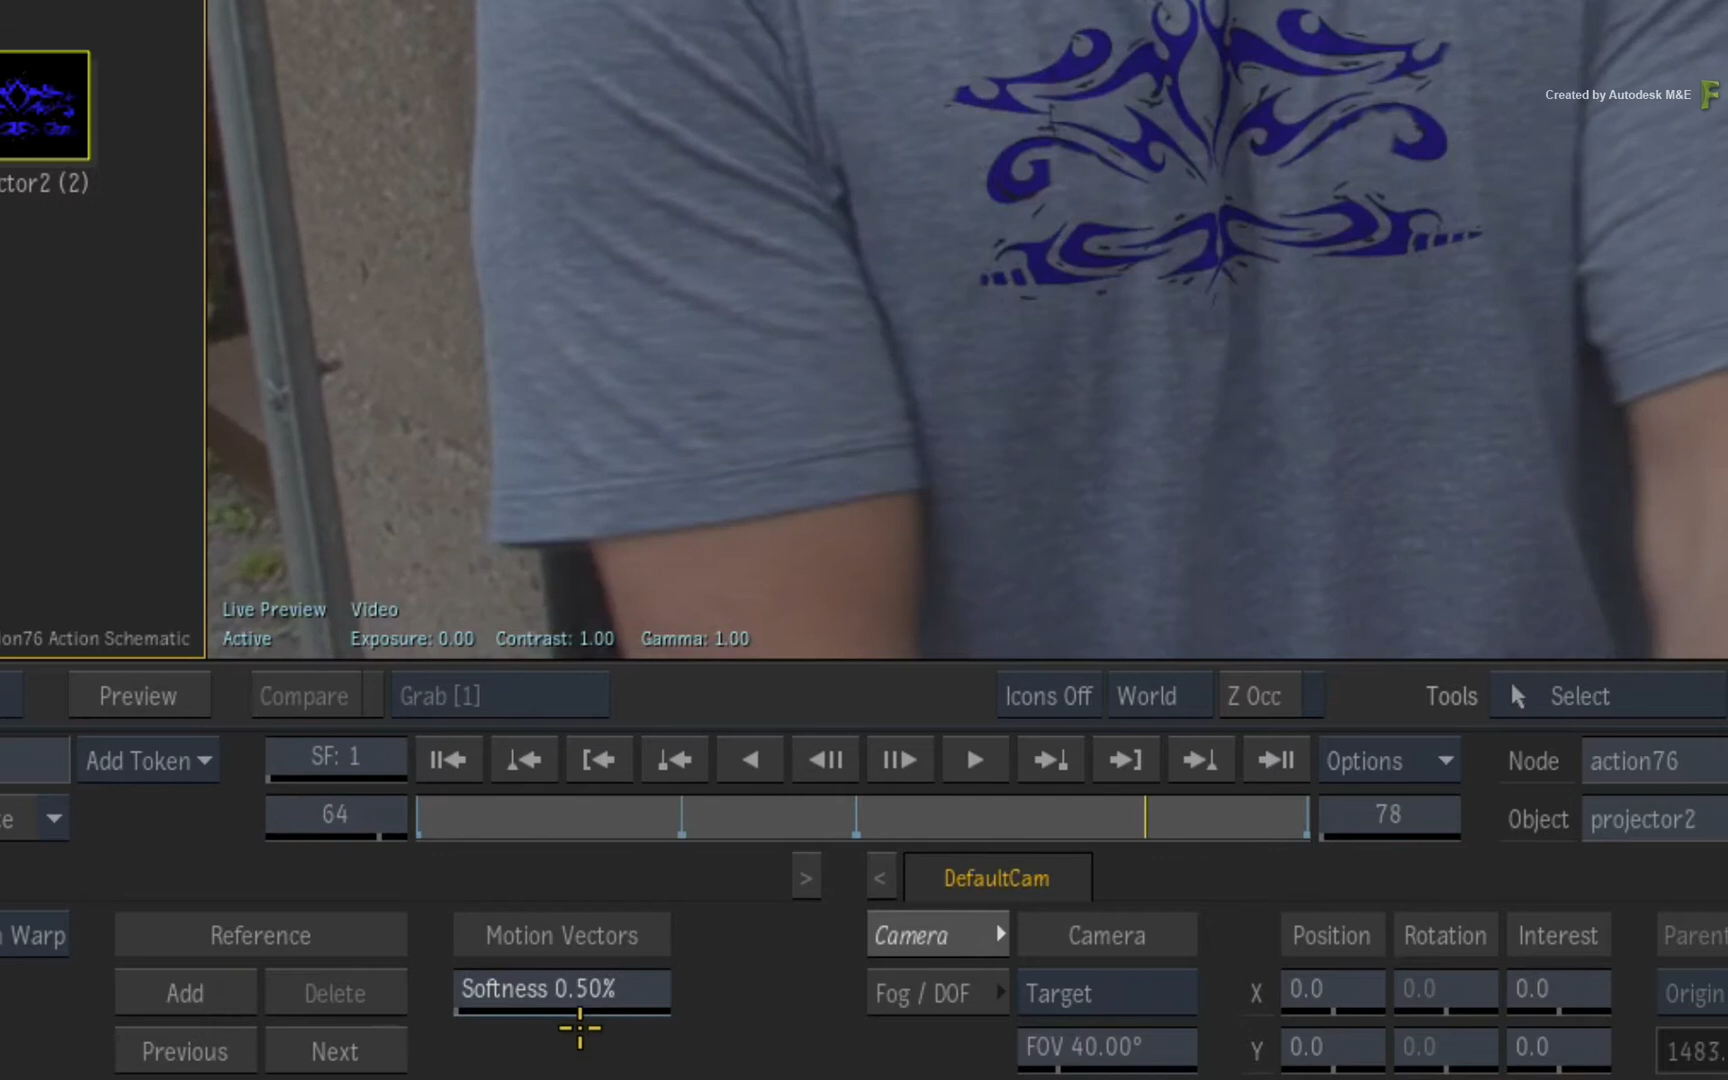 Created by Autodesk M&E
ctor2 (2)
Live Preview Video
ion76 Action Schematic
Active Exposure: 0.00 Contrast: 1.00 Gamma: 1.00
Preview Compare Grab [1] Icons Off World Z Occ Tools Select
Add Token SF: 1 Options Node action76
64 78 Object projector2
> < DefaultCam
Warp Reference Motion Vectors Camera Camera Position Rotation Interest Parent
Add Delete Softness 0.50% Fog / DOF Target X 0.0 0.0 0.0 Origin
Previous Next FOV 40.00° Y 0.0 0.0 0.0 1483.